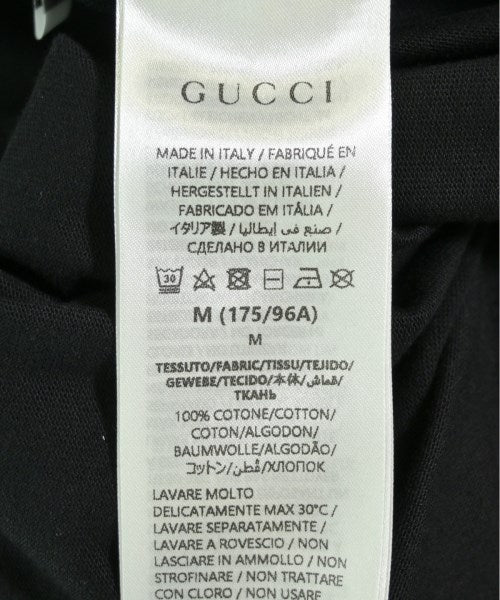 GUCCI
MADE IN ITALY / FABRIQUÉ EN
ITALIE / HECHO EN ITALIA /
HERGESTELLT IN ITALIEN /
FABRICADO EM ITÁLIA /
イタリア製 / صنع في إيطاليا /
СДЕЛАНО В ИТАЛИИ
30
M (175/96A)
M
TESSUTO/FABRIC/TISSU/TEJIDO/
GEWEBE/TECIDO/本体/قماش/
ТКАНЬ
100% COTONE/COTTON/
COTON/ALGODON/
BAUMWOLLE/ALGODÃO/
コットン/قطن/ХЛОПОК
LAVARE MOLTO
DELICATAMENTE MAX 30°C /
LAVARE SEPARATAMENTE /
LAVARE A ROVESCIO / NON
LASCIARE IN AMMOLLO / NON
STROFINARE / NON TRATTARE
CON CLORO / NON USARE